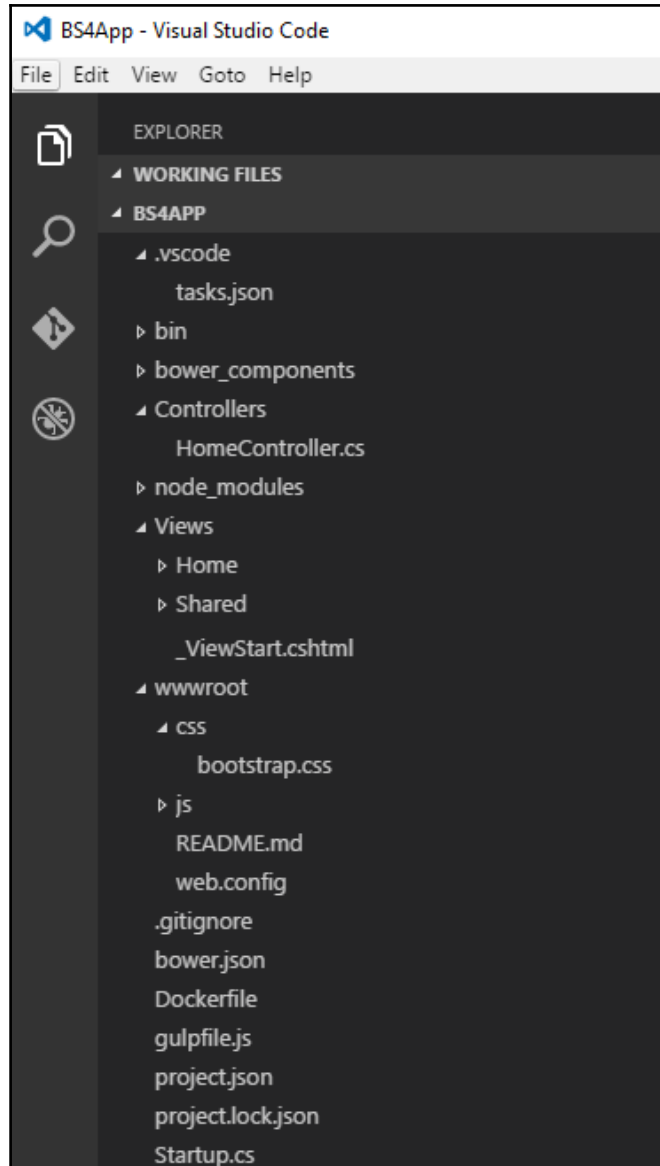 BS4App - Visual Studio Code
File Edit View Goto Help
EXPLORER
WORKING FILES
BS4APP
.vscode
tasks.json
bin
bower_components
Controllers
HomeController.cs
node_modules
Views
Home
Shared
_ViewStart.cshtml
wwwroot
css
bootstrap.css
js
README.md
web.config
.gitignore
bower.json
Dockerfile
gulpfile.js
project.json
project.lock.json
Startup.cs